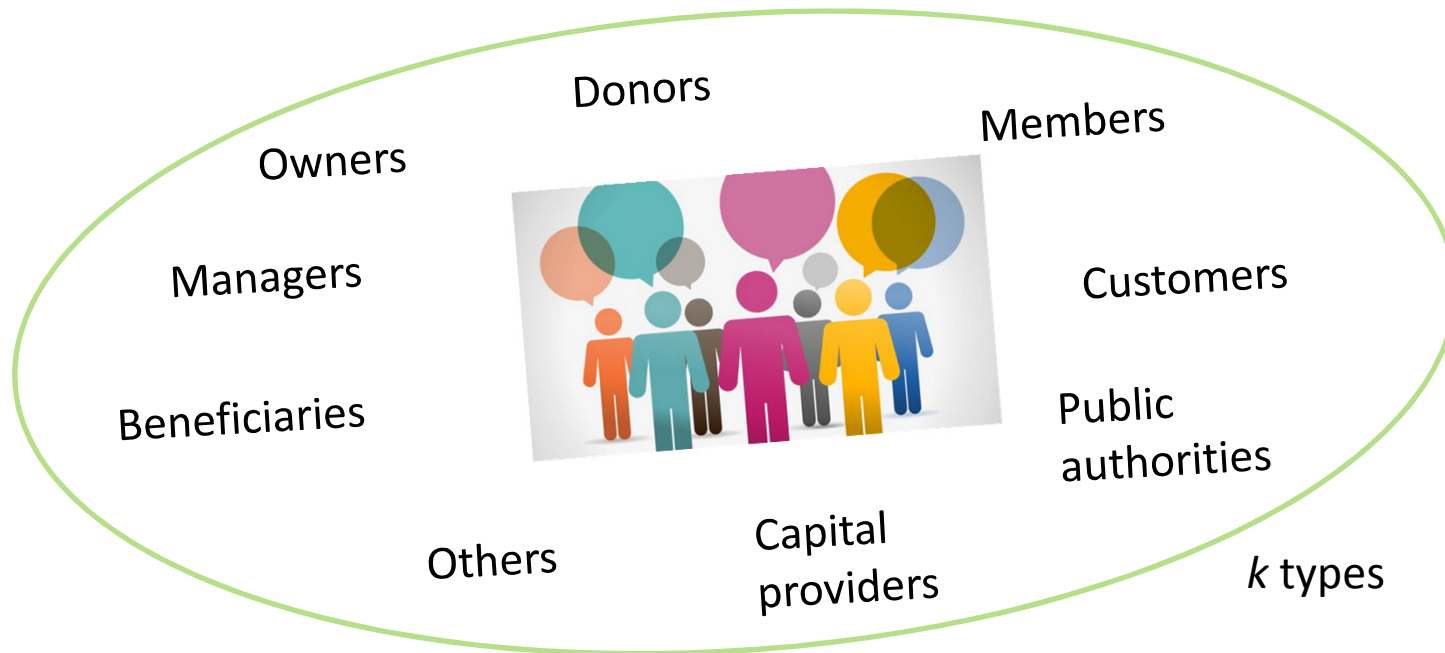 Donors
Members
Owners
Managers
Customers
Beneficiaries
Public
authorities
Capital
providers
Others
k types